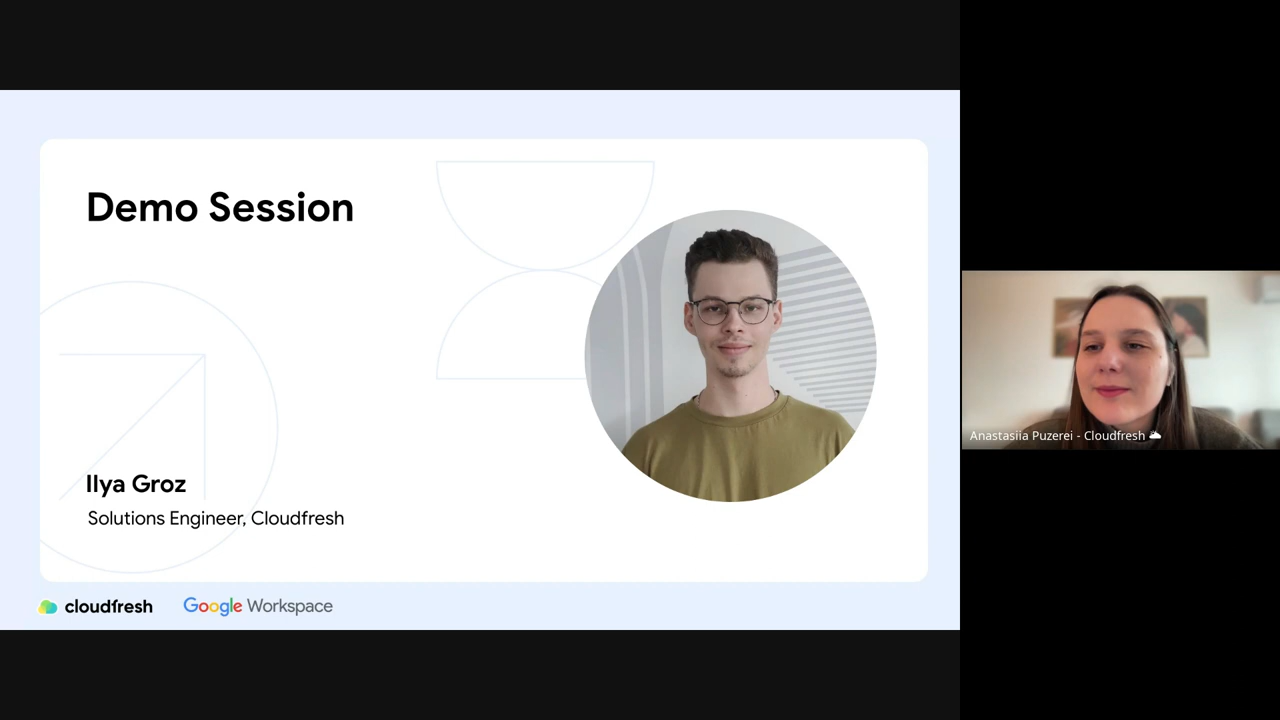 Demo Session
Ilya Groz
Solutions Engineer, Cloudfresh
cloudfresh
Google Workspace
Anastasiia Puzerei - Cloudfresh